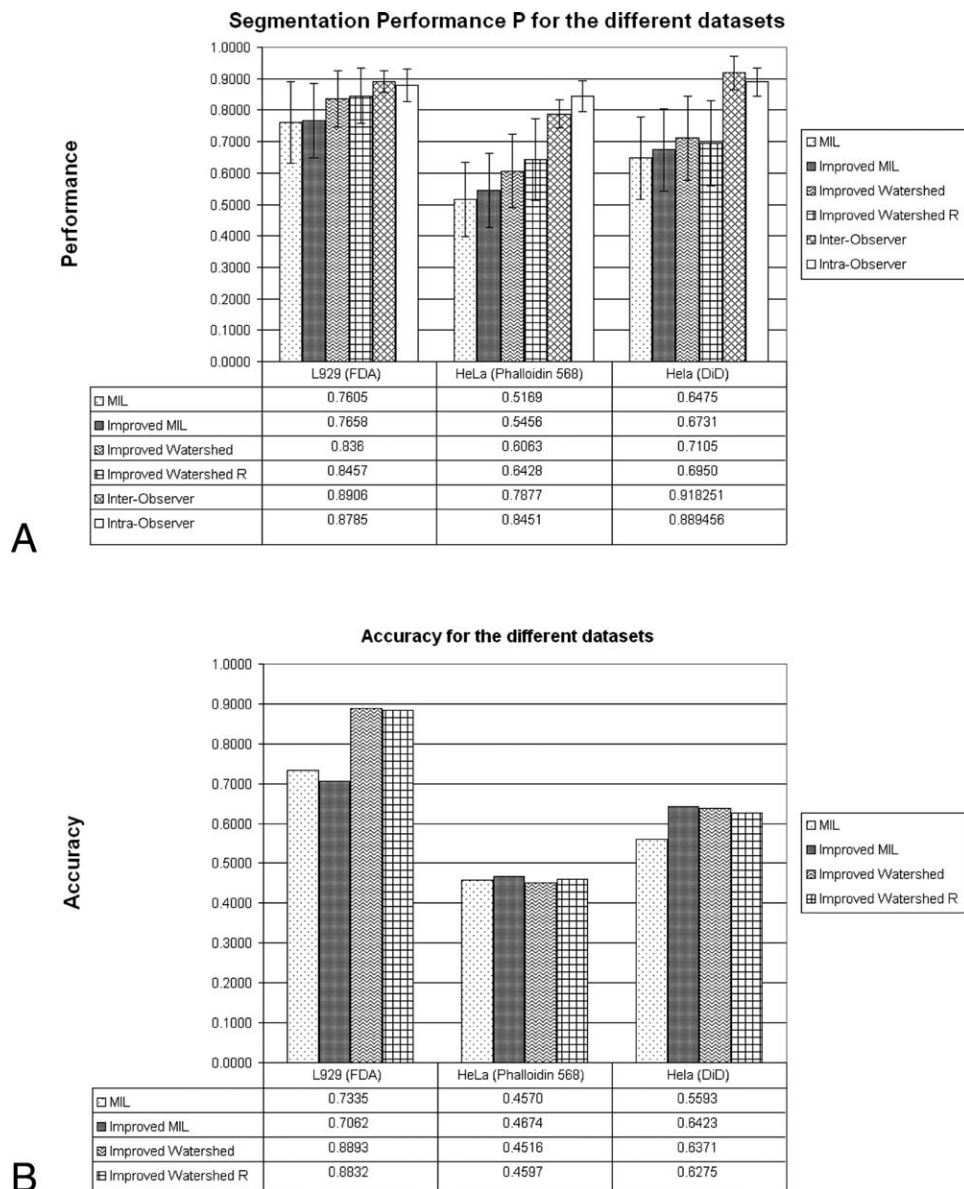 Segmentation Performance P for the different datasets
1.0000
0.9000
0.8000
0.7000
0.6000
0.5000
0.4000
0.3000
0.2000
0.1000
0.0000
Performance
MIL
Improved MIL
Improved Watershed
Improved Watershed R
Inter-Observer
Intra-Observer
L929 (FDA) HeLa (Phalloidin 568) Hela (DiD)
MIL 0.7605 0.5169 0.6475
Improved MIL 0.7658 0.5456 0.6731
Improved Watershed 0.836 0.6063 0.7105
Improved Watershed R 0.8457 0.6428 0.6950
Inter-Observer 0.8906 0.7877 0.918251
Intra-Observer 0.8785 0.8451 0.889456
A
Accuracy for the different datasets
1.0000
0.9000
0.8000
0.7000
0.6000
0.5000
0.4000
0.3000
0.2000
0.1000
0.0000
Accuracy
MIL
Improved MIL
Improved Watershed
Improved Watershed R
L929 (FDA) HeLa (Phalloidin 568) Hela (DiD)
MIL 0.7335 0.4570 0.5593
Improved MIL 0.7062 0.4674 0.6423
Improved Watershed 0.8893 0.4516 0.6371
Improved Watershed R 0.8832 0.4597 0.6275
B